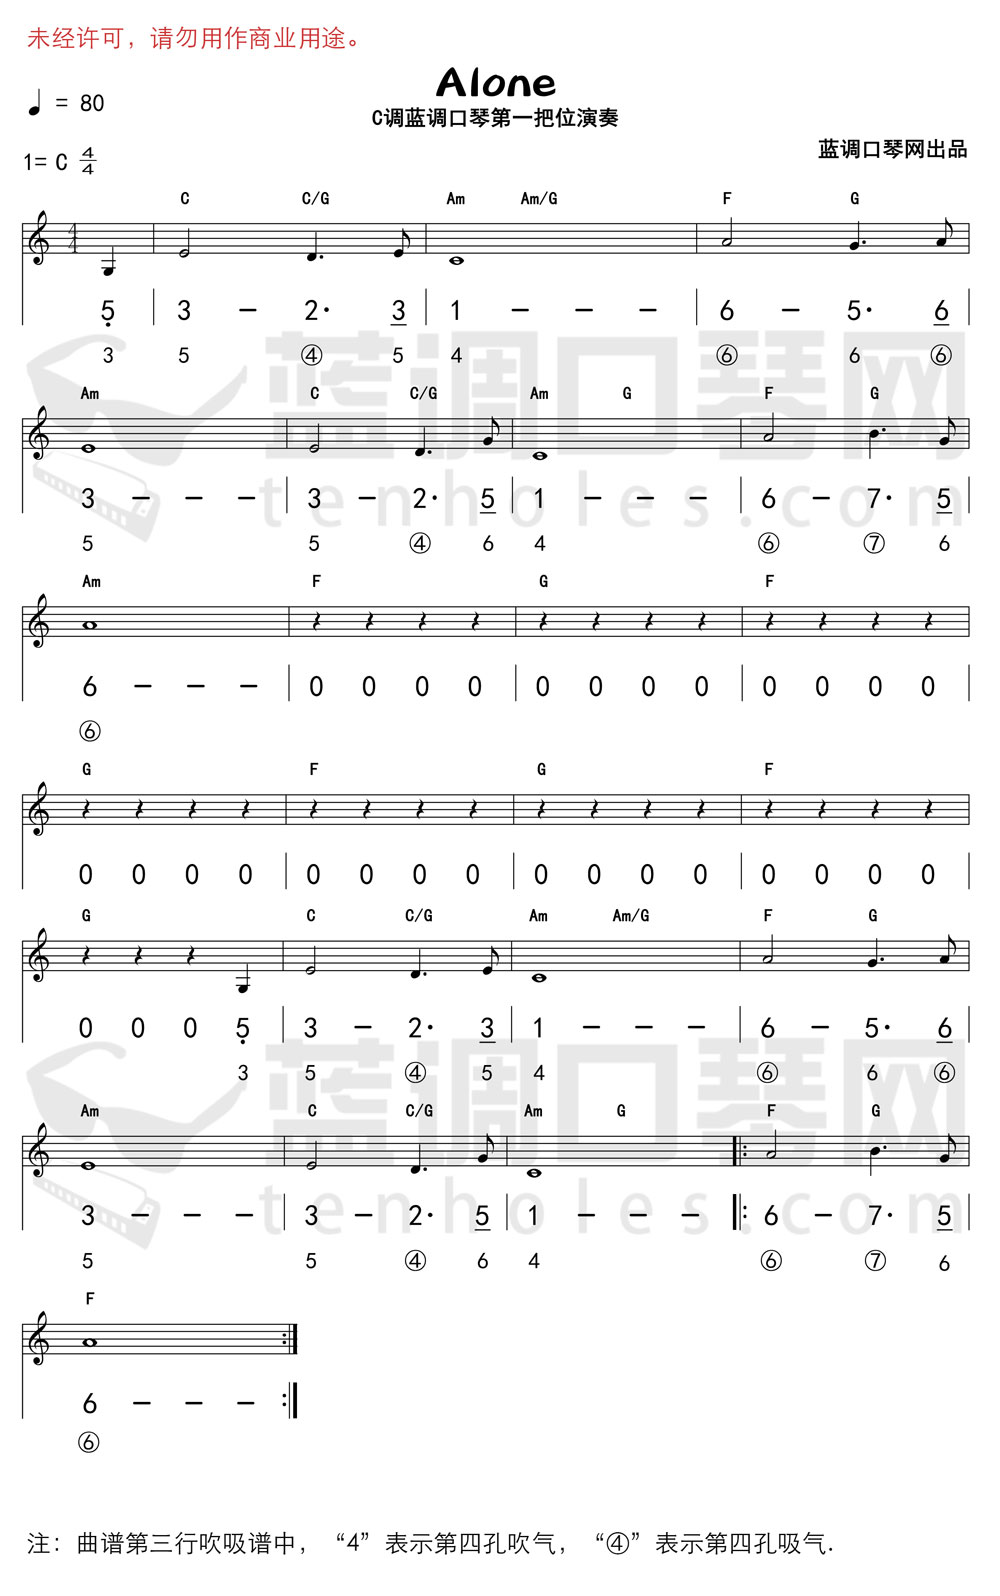 未经许可，请勿用作商业用途。
Alone
♩ = 80
C调蓝调口琴第一把位演奏
1= C 4/4
蓝调口琴网出品
C C/G Am Am/G F G
5̣ | 3 － 2· 3 | 1 － － － | 6 － 5· 6 |
3 5 ④ 5 4 ⑥ 6 ⑥
蓝调口琴网
Am C C/G Am G F G
3 － － － | 3 － 2· 5 | 1 － － － | 6 － 7· 5 |
tenholes.com
5 5 ④ 6 4 ⑥ ⑦ 6
Am F G F
6 － － － | 0 0 0 0 | 0 0 0 0 | 0 0 0 0 |
⑥
G F G F
0 0 0 0 | 0 0 0 0 | 0 0 0 0 | 0 0 0 0 |
G C C/G Am Am/G F G
0 0 0 5̣ | 3 － 2· 3 | 1 － － － | 6 － 5· 6 |
3 5 ④ 5 4 ⑥ 6 ⑥
蓝调口琴网
Am C C/G Am G F G
3 － － － | 3 － 2· 5 | 1 － － － |: 6 － 7· 5 |
tenholes.com
5 5 ④ 6 4 ⑥ ⑦ 6
F
6 － － － :|
⑥
注：曲谱第三行吹吸谱中，“4”表示第四孔吹气，“④”表示第四孔吸气.